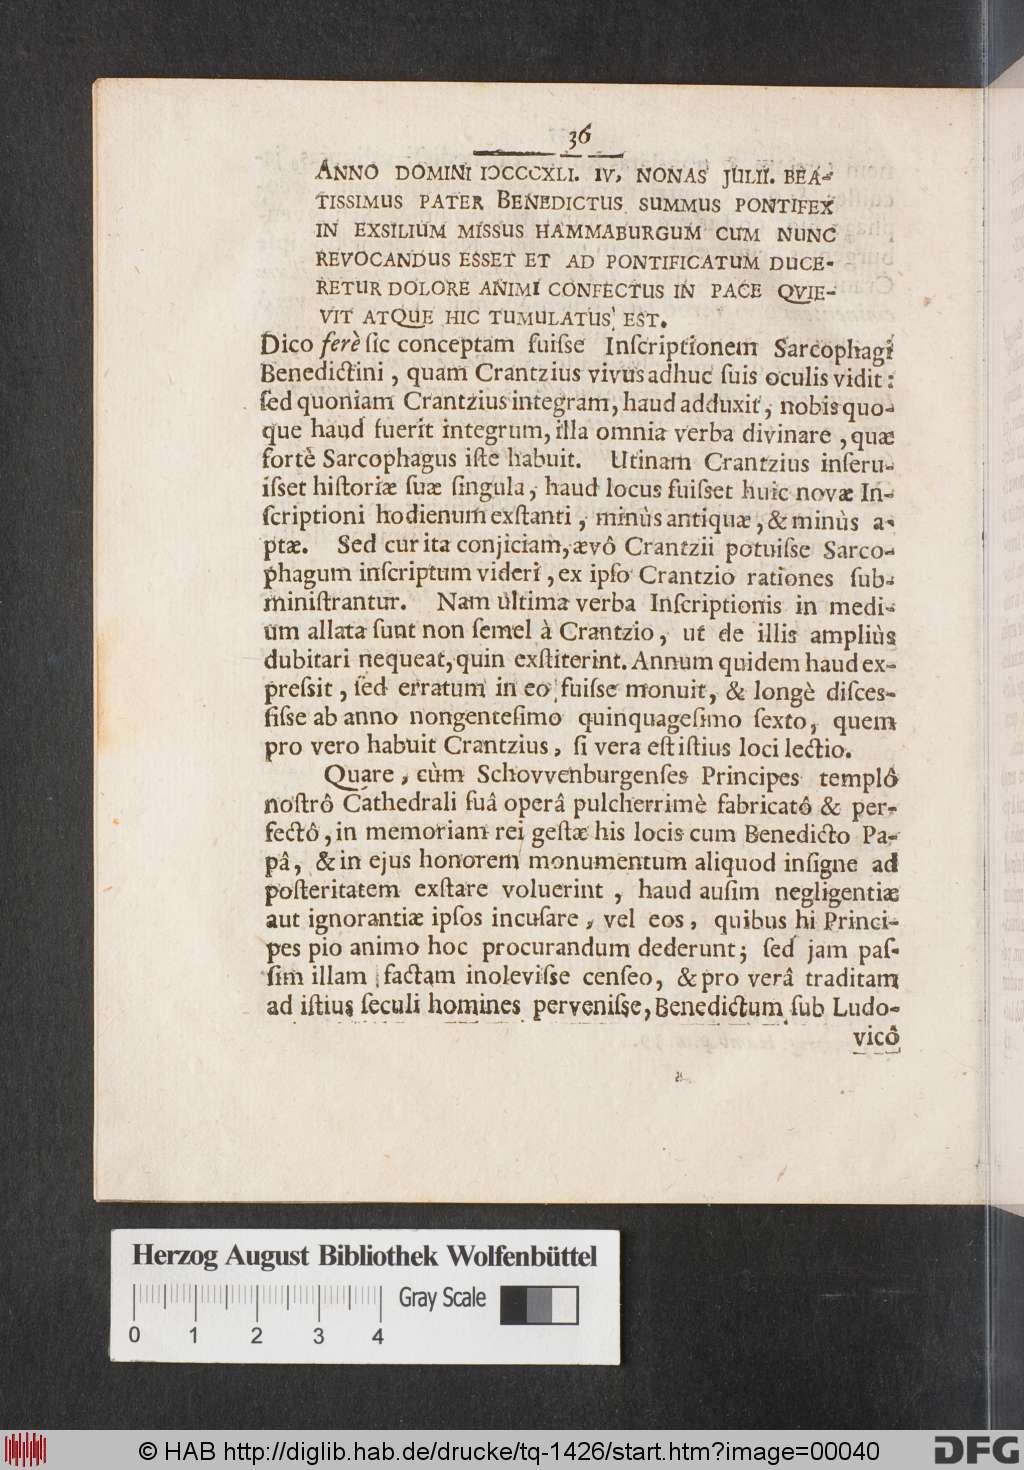 36
ANNO DOMINI IƆCCCCXLI. IV, NONAS JULII. BEA-
TISSIMUS PATER BENEDICTUS SUMMUS PONTIFEX
IN EXSILIUM MISSUS HAMMABURGUM CUM NUNC
REVOCANDUS ESSET ET AD PONTIFICATUM DUCE-
RETUR DOLORE ANIMI CONFECTUS IN PACE QVIE-
VIT ATQUE HIC TUMULATUS EST.
Dico ferè ſic conceptam fuiſse Inſcriptionem Sarcophagi
Benedictini, quam Crantzius vivus adhuc ſuis oculis vidit:
ſed quoniam Crantzius integram, haud adduxit, nobis quo-
que haud fuerit integrum, illa omnia verba divinare, quæ
fortè Sarcophagus iſte habuit. Utinam Crantzius inſeru-
iſset hiſtoriæ ſuæ ſingula, haud locus fuiſset huic novæ In-
ſcriptioni hodienum exſtanti, minùs antiquæ, & minùs a-
ptæ. Sed cur ita conjiciam, ævô Crantzii potuiſse Sarco-
phagum inſcriptum videri, ex ipſo Crantzio rationes ſub-
miniſtrantur. Nam ultima verba Inſcriptionis in medi-
um allata ſunt non ſemel à Crantzio, ut de illis ampliùs
dubitari nequeat, quin exſtiterint. Annum quidem haud ex-
preſsit, ſed erratum in eo fuiſse monuit, & longè diſces-
ſiſse ab anno nongenteſimo quinquageſimo ſexto, quem
pro vero habuit Crantzius, ſi vera eſt iſtius loci lectio.
Quare, cùm Schovvenburgenſes Principes templô
noſtrô Cathedrali ſuâ operâ pulcherrimè fabricatô & per-
fectô, in memoriam rei geſtæ his locis cum Benedicto Pa-
pâ, & in ejus honorem monumentum aliquod inſigne ad
poſteritatem exſtare voluerint, haud auſim negligentiæ
aut ignorantiæ ipſos incuſare, vel eos, quibus hi Princi-
pes pio animo hoc procurandum dederunt; ſed jam paſ-
ſim illam factam inoleviſse cenſeo, & pro verâ traditam
ad iſtius ſeculi homines perveniſse, Benedictum ſub Ludo-
vicô
Herzog August Bibliothek Wolfenbüttel
Gray Scale
0 1 2 3 4
© HAB http://diglib.hab.de/drucke/tq-1426/start.htm?image=00040
DFG